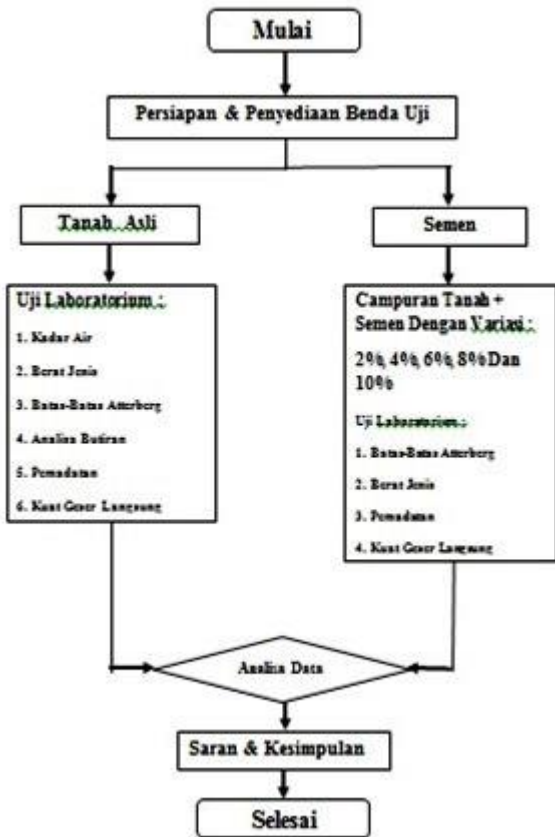 Mulai
Persiapan & Penyediaan Benda Uji
Tanah Asli
Semen
Uji Laboratorium :
1. Kadar Air
2. Berat Jenis
3. Batas-Batas Atterberg
4. Analisa Butiran
5. Pemadatan
6. Kuat Geser Langsung
Campuran Tanah +
Semen Dengan Variasi :
2%, 4%, 6%, 8% Dan
10%
Uji Laboratorium :
1. Batas-Batas Atterberg
2. Berat Jenis
3. Pemadatan
4. Kuat Geser Langsung
Analisa Data
Saran & Kesimpulan
Selesai